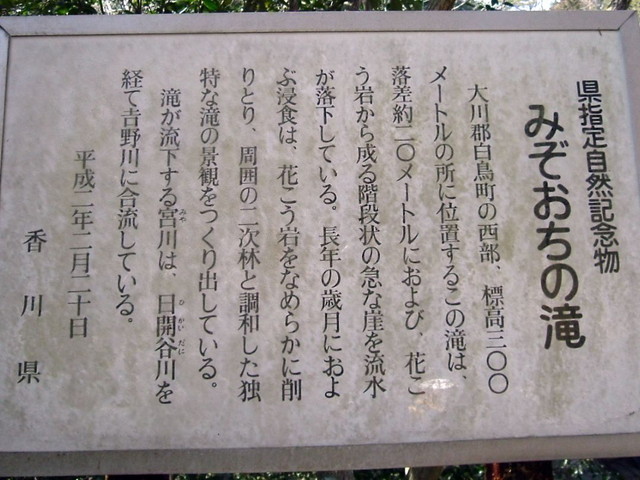 県指定自然記念物
みぞおちの滝
大川郡白鳥町の西部、標高三〇〇
メートルの所に位置するこの滝は、
落差約二〇メートルにおよび、花こ
う岩から成る階段状の急な崖を流水
が落下している。長年の歳月におよ
ぶ浸食は、花こう岩をなめらかに削
りとり、周囲の二次林と調和した独
特な滝の景観をつくり出している。
滝が流下する宮川は、日開谷川を
みや ひがいだに
経て吉野川に合流している。
平成二年二月二十日
香川県